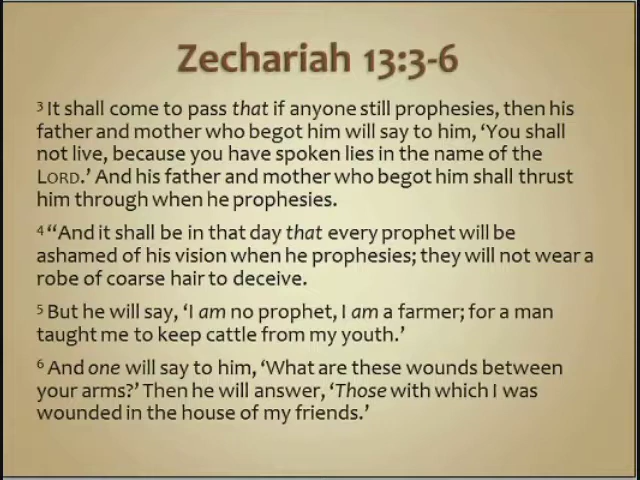 Zechariah 13:3-6
3 It shall come to pass that if anyone still prophesies, then his
father and mother who begot him will say to him, ‘You shall
not live, because you have spoken lies in the name of the
LORD.’ And his father and mother who begot him shall thrust
him through when he prophesies.
4 “And it shall be in that day that every prophet will be
ashamed of his vision when he prophesies; they will not wear a
robe of coarse hair to deceive.
5 But he will say, ‘I am no prophet, I am a farmer; for a man
taught me to keep cattle from my youth.’
6 And one will say to him, ‘What are these wounds between
your arms?’ Then he will answer, ‘Those with which I was
wounded in the house of my friends.’